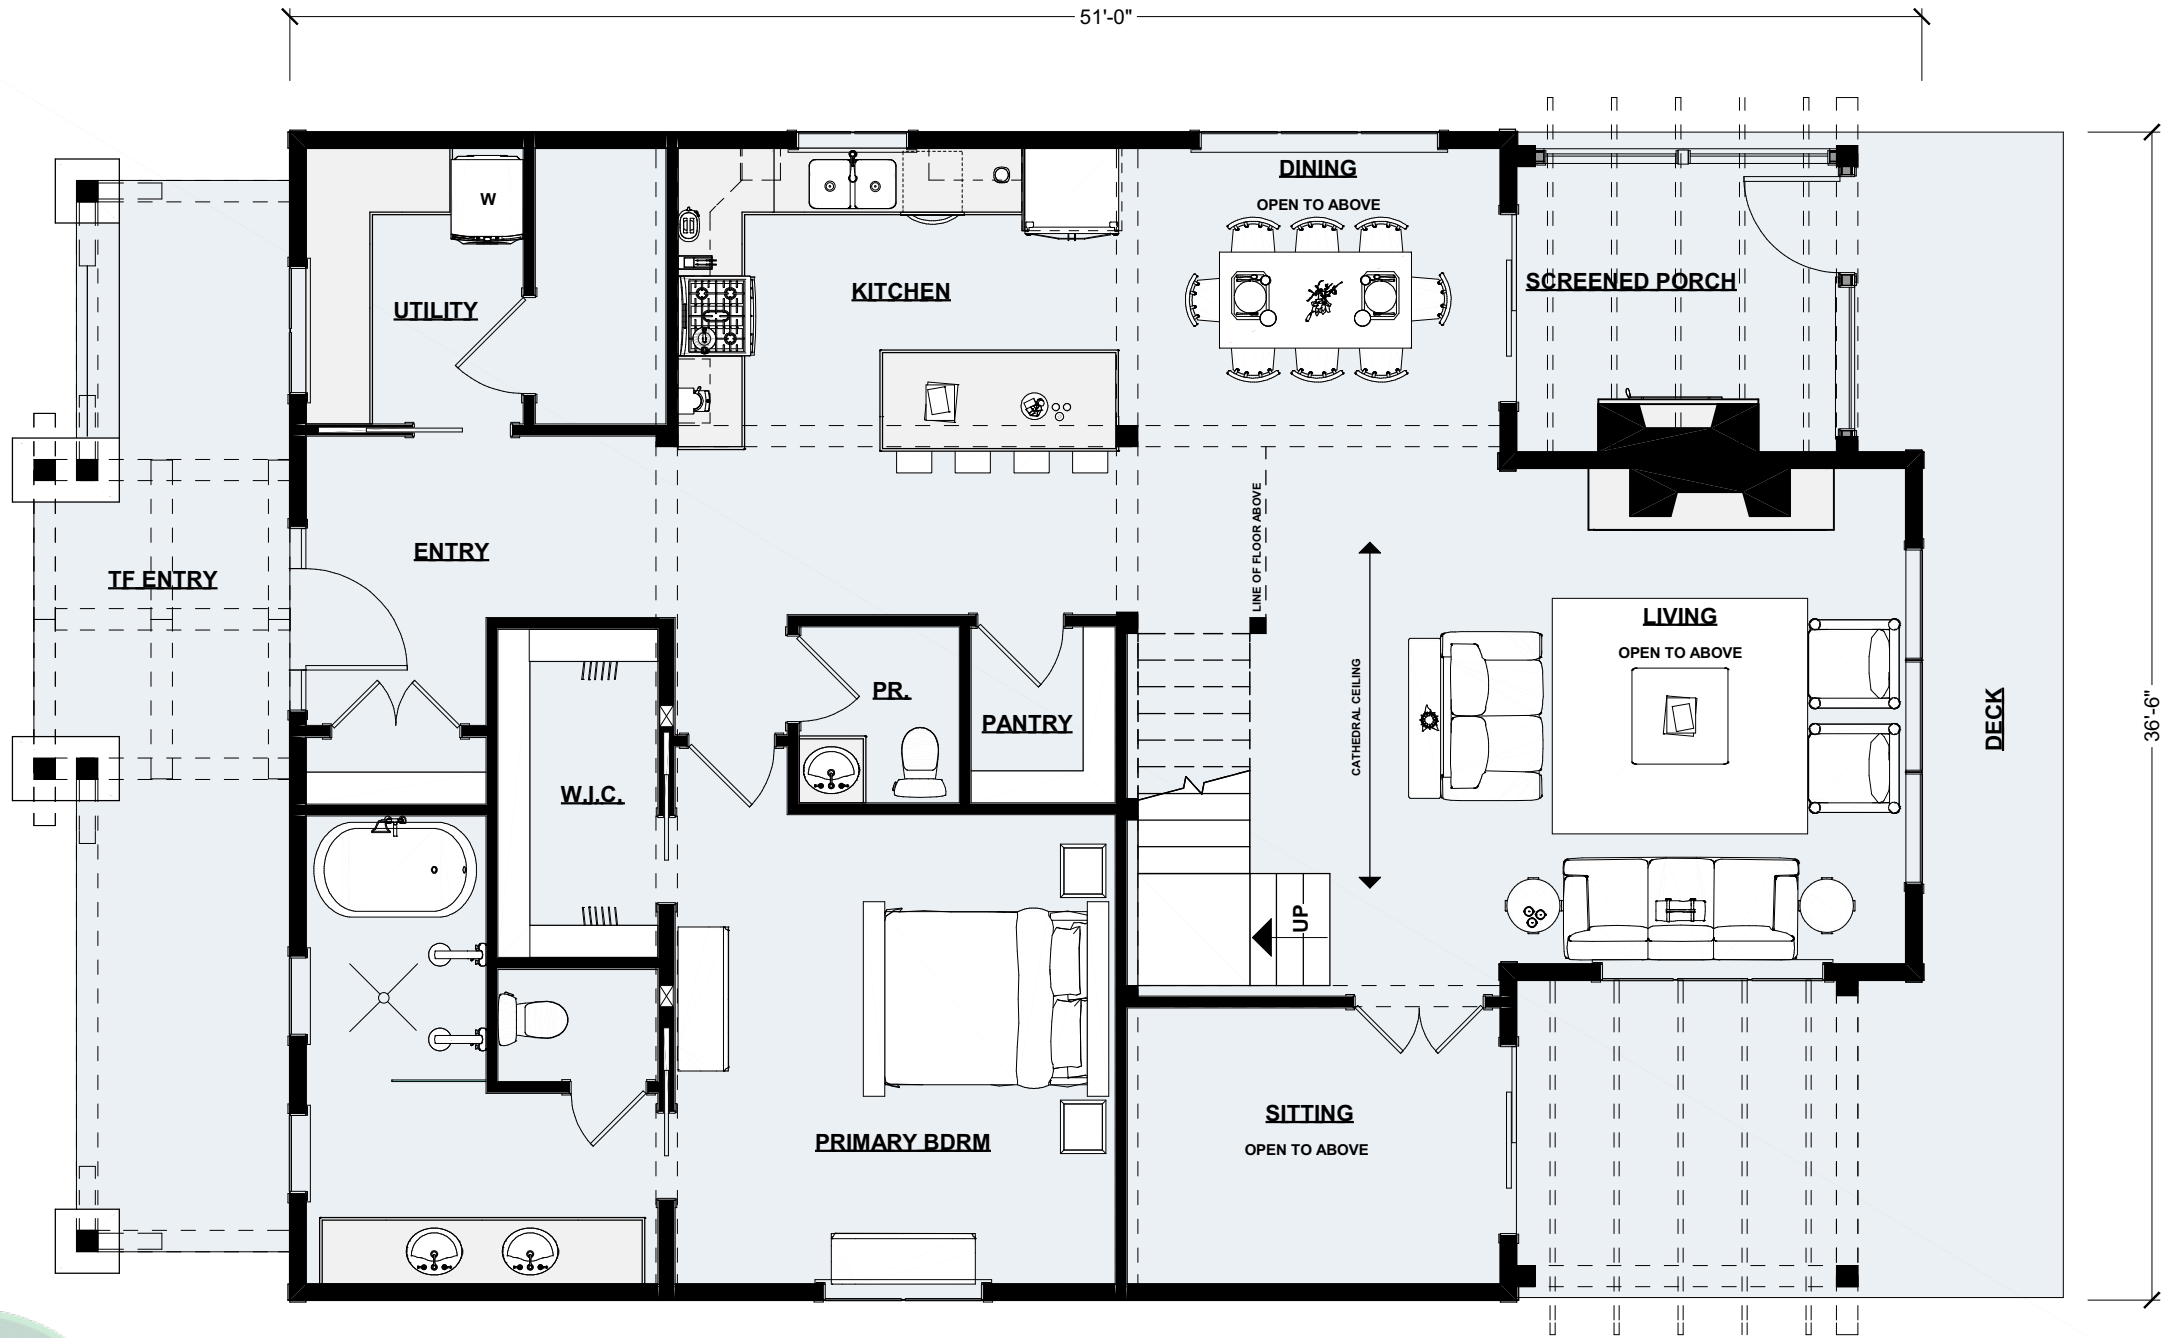 51'-0"
DINING
OPEN TO ABOVE
W
SCREENED PORCH
KITCHEN
UTILITY
LINE OF FLOOR ABOVE
ENTRY
TF ENTRY
LIVING
OPEN TO ABOVE
PR.
PANTRY
CATHEDRAL CEILING
DECK
36'-6"
W.I.C.
UP
SITTING
OPEN TO ABOVE
PRIMARY BDRM